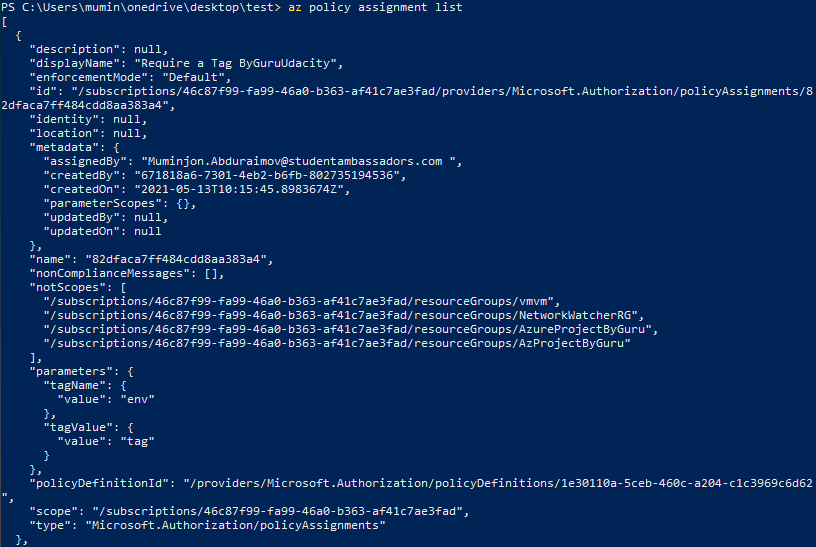 PS C:\Users\mumin\onedrive\desktop\test> az policy assignment list
[
  {
    "description": null,
    "displayName": "Require a Tag ByGuruUdacity",
    "enforcementMode": "Default",
    "id": "/subscriptions/46c87f99-fa99-46a0-b363-af41c7ae3fad/providers/Microsoft.Authorization/policyAssignments/8
2dfaca7ff484cdd8aa383a4",
    "identity": null,
    "location": null,
    "metadata": {
      "assignedBy": "Muminjon.Abduraimov@studentambassadors.com ",
      "createdBy": "671818a6-7301-4eb2-b6fb-802735194536",
      "createdOn": "2021-05-13T10:15:45.8983674Z",
      "parameterScopes": {},
      "updatedBy": null,
      "updatedOn": null
    },
    "name": "82dfaca7ff484cdd8aa383a4",
    "nonComplianceMessages": [],
    "notScopes": [
      "/subscriptions/46c87f99-fa99-46a0-b363-af41c7ae3fad/resourceGroups/vmvm",
      "/subscriptions/46c87f99-fa99-46a0-b363-af41c7ae3fad/resourceGroups/NetworkWatcherRG",
      "/subscriptions/46c87f99-fa99-46a0-b363-af41c7ae3fad/resourceGroups/AzureProjectByGuru",
      "/subscriptions/46c87f99-fa99-46a0-b363-af41c7ae3fad/resourceGroups/AzProjectByGuru"
    ],
    "parameters": {
      "tagName": {
        "value": "env"
      },
      "tagValue": {
        "value": "tag"
      }
    },
    "policyDefinitionId": "/providers/Microsoft.Authorization/policyDefinitions/1e30110a-5ceb-460c-a204-c1c3969c6d62
",
    "scope": "/subscriptions/46c87f99-fa99-46a0-b363-af41c7ae3fad",
    "type": "Microsoft.Authorization/policyAssignments"
  },